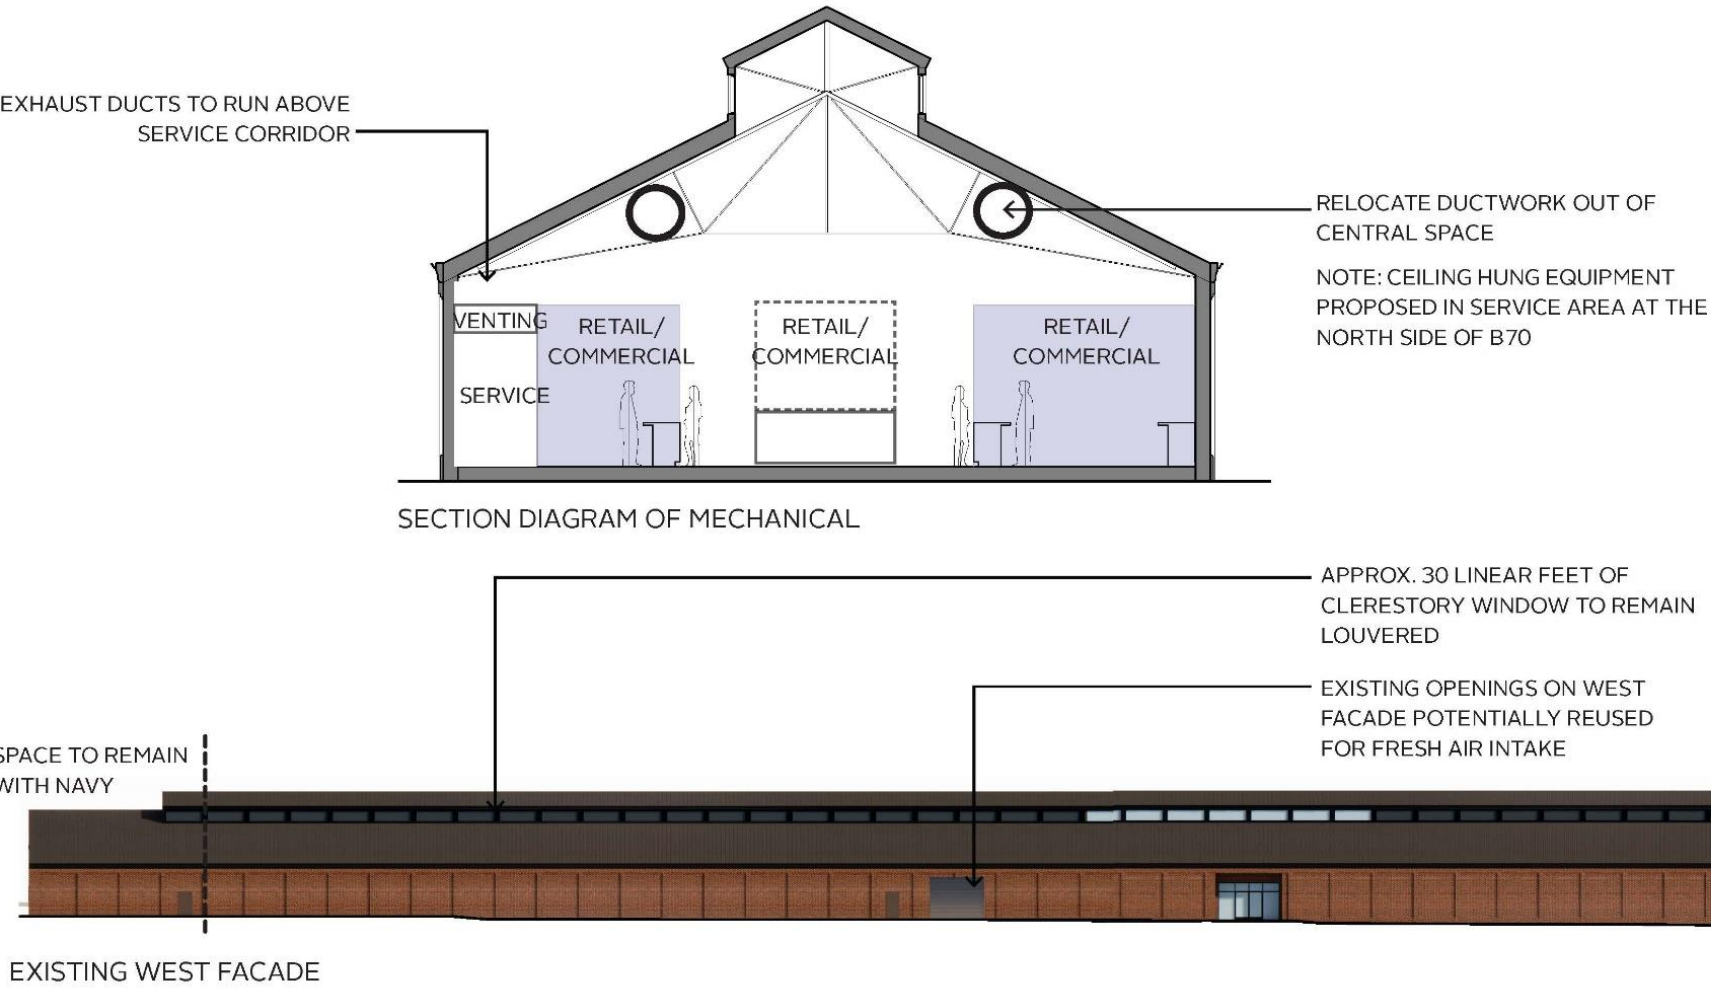 EXHAUST DUCTS TO RUN ABOVE
SERVICE CORRIDOR
RELOCATE DUCTWORK OUT OF
CENTRAL SPACE
NOTE: CEILING HUNG EQUIPMENT
PROPOSED IN SERVICE AREA AT THE
NORTH SIDE OF B70
VENTING
SERVICE
RETAIL/
COMMERCIAL
RETAIL/
COMMERCIAL
RETAIL/
COMMERCIAL
SECTION DIAGRAM OF MECHANICAL
APPROX. 30 LINEAR FEET OF
CLERESTORY WINDOW TO REMAIN
LOUVERED
EXISTING OPENINGS ON WEST
FACADE POTENTIALLY REUSED
FOR FRESH AIR INTAKE
SPACE TO REMAIN
WITH NAVY
EXISTING WEST FACADE